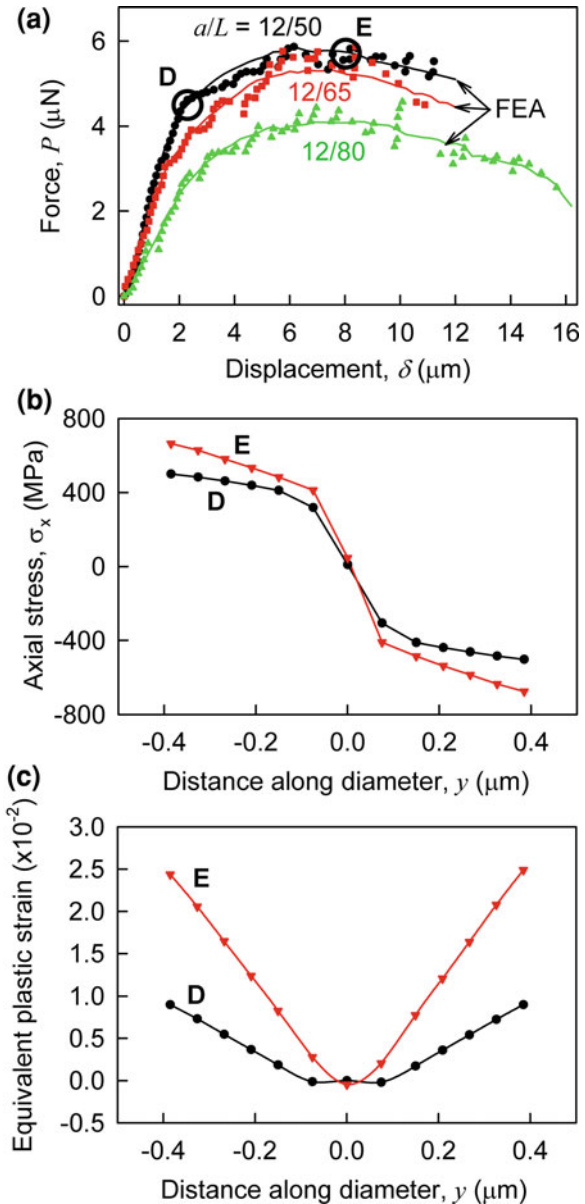 (a)
a/L = 12/50
E
D
12/65
FEA
12/80
6
4
2
0
Force, P (μN)
0 2 4 6 8 10 12 14 16
Displacement, δ (μm)
(b)
800
400
0
-400
-800
Axial stress, σx (MPa)
E
D
-0.4 -0.2 0.0 0.2 0.4
Distance along diameter, y (μm)
(c)
3.0
2.5
2.0
1.5
1.0
0.5
0.0
-0.5
Equivalent plastic strain (x10-2)
E
D
-0.4 -0.2 0.0 0.2 0.4
Distance along diameter, y (μm)